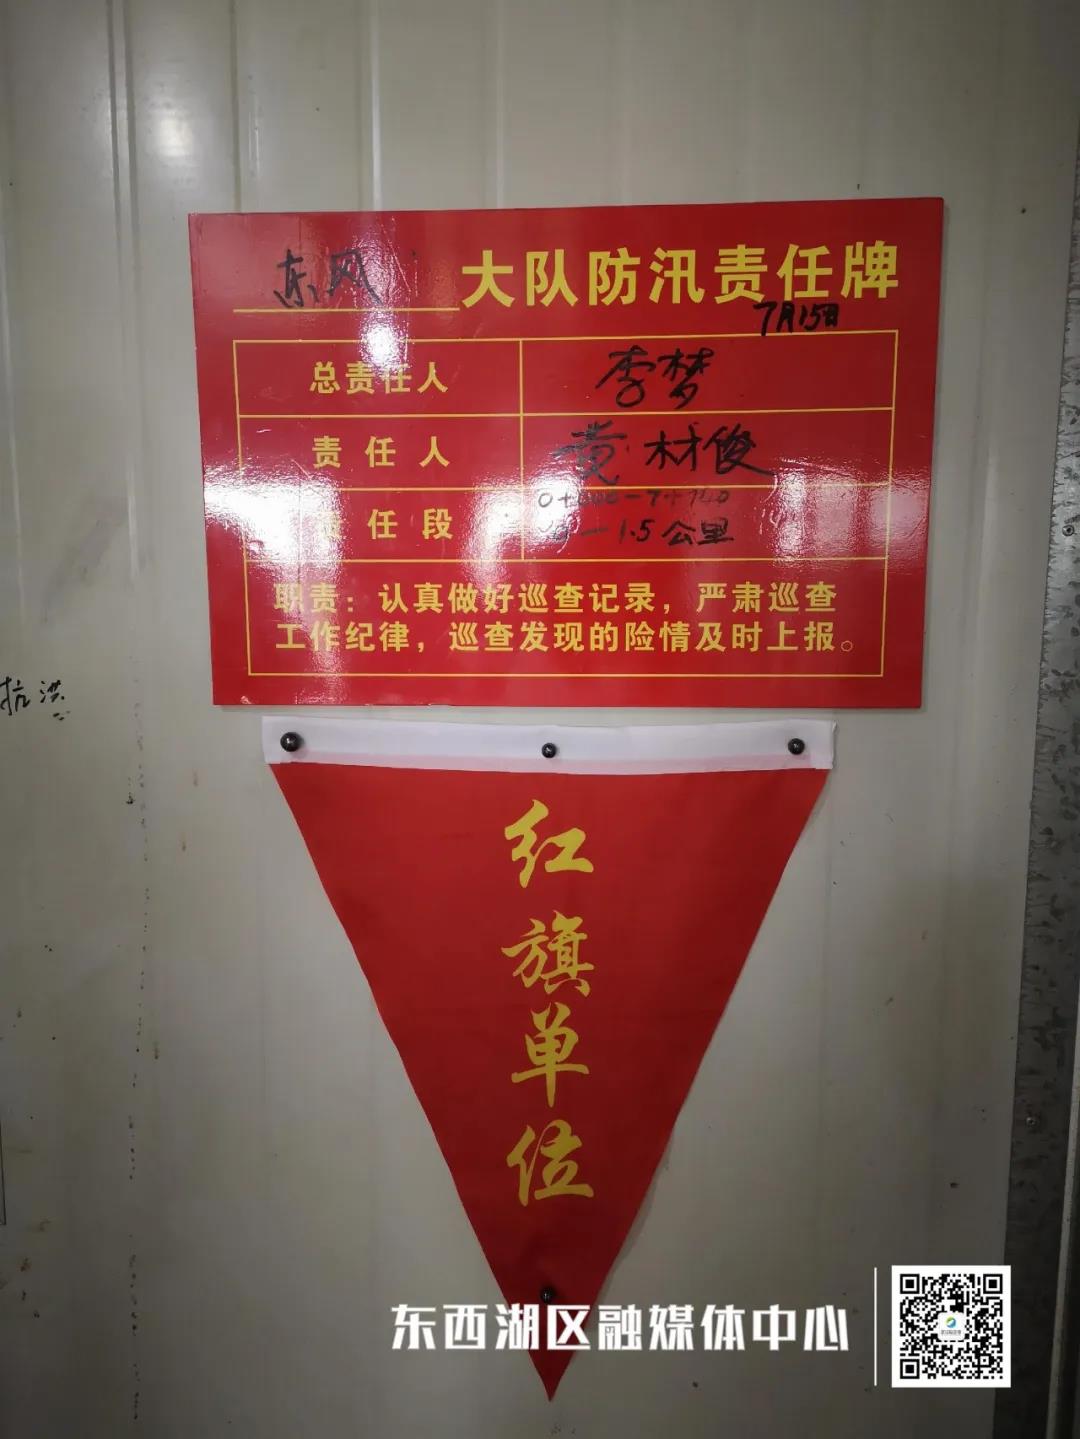 东风大队防汛责任牌
7月15日
总责任人 李梦
责任人 黄材俊
责任段
—1.5公里
职责：认真做好巡查记录，严肃巡查
工作纪律，巡查发现的险情及时上报。
抗洪
红旗单位
东西湖区融媒体中心